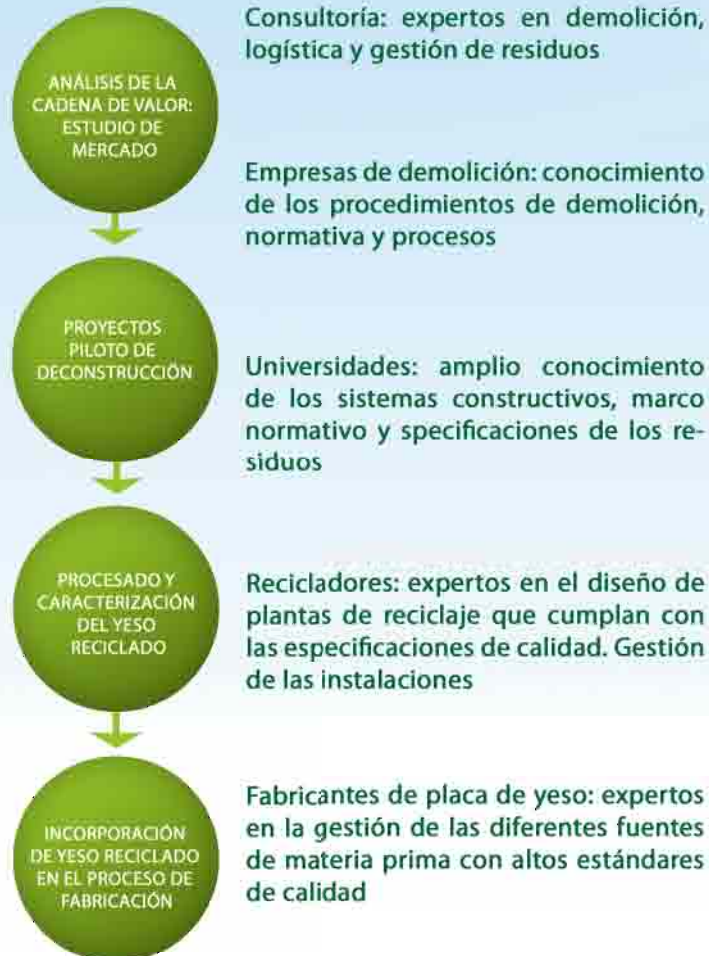 ANÁLISIS DE LA
CADENA DE VALOR:
ESTUDIO DE
MERCADO
Consultoría: expertos en demolición,
logística y gestión de residuos
Empresas de demolición: conocimiento
de los procedimientos de demolición,
normativa y procesos
PROYECTOS
PILOTO DE
DECONSTRUCCIÓN
Universidades: amplio conocimiento
de los sistemas constructivos, marco
normativo y specificaciones de los re-
siduos
PROCESADO Y
CARACTERIZACIÓN
DEL YESO
RECICLADO
Recicladores: expertos en el diseño de
plantas de reciclaje que cumplan con
las especificaciones de calidad. Gestión
de las instalaciones
INCORPORACIÓN
DE YESO RECICLADO
EN EL PROCESO DE
FABRICACIÓN
Fabricantes de placa de yeso: expertos
en la gestión de las diferentes fuentes
de materia prima con altos estándares
de calidad